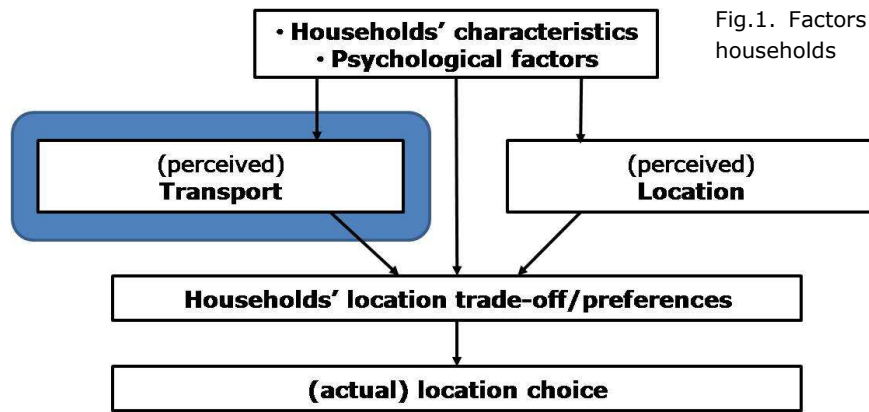 · Households’ characteristics
· Psychological factors
Fig.1. Factors
households
(perceived)
Transport
(perceived)
Location
Households’ location trade-off/preferences
(actual) location choice